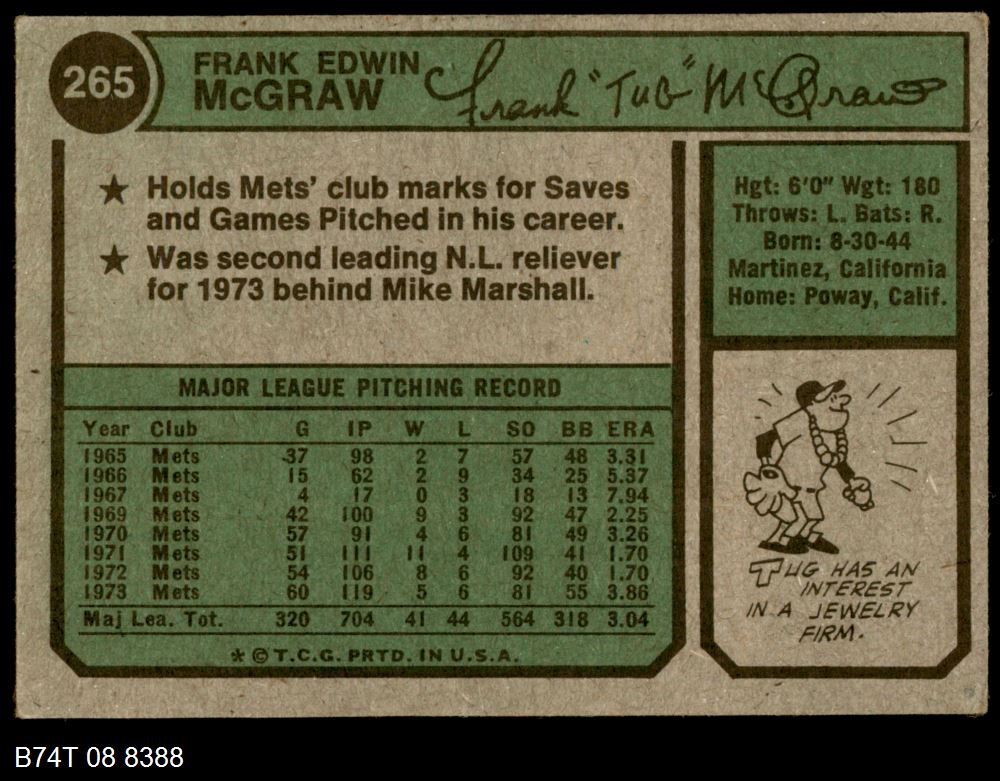 265
FRANK EDWIN
McGRAW
Frank "Tug" McGraw
★ Holds Mets' club marks for Saves
and Games Pitched in his career.
★ Was second leading N.L. reliever
for 1973 behind Mike Marshall.
Hgt: 6'0" Wgt: 180
Throws: L. Bats: R.
Born: 8-30-44
Martinez, California
Home: Poway, Calif.
MAJOR LEAGUE PITCHING RECORD
Year Club G IP W L SO BB ERA
1965 Mets 37 98 2 7 57 48 3.31
1966 Mets 15 62 2 9 34 25 5.37
1967 Mets 4 17 0 3 18 13 7.94
1969 Mets 42 100 9 3 92 47 2.25
1970 Mets 57 91 4 6 81 49 3.26
1971 Mets 51 111 11 4 109 41 1.70
1972 Mets 54 106 8 6 92 40 1.70
1973 Mets 60 119 5 6 81 55 3.86
Maj Lea. Tot. 320 704 41 44 564 318 3.04
* © T.C.G. PRTD. IN U.S.A.
TUG HAS AN
INTEREST
IN A JEWELRY
FIRM.
B74T 08 8388